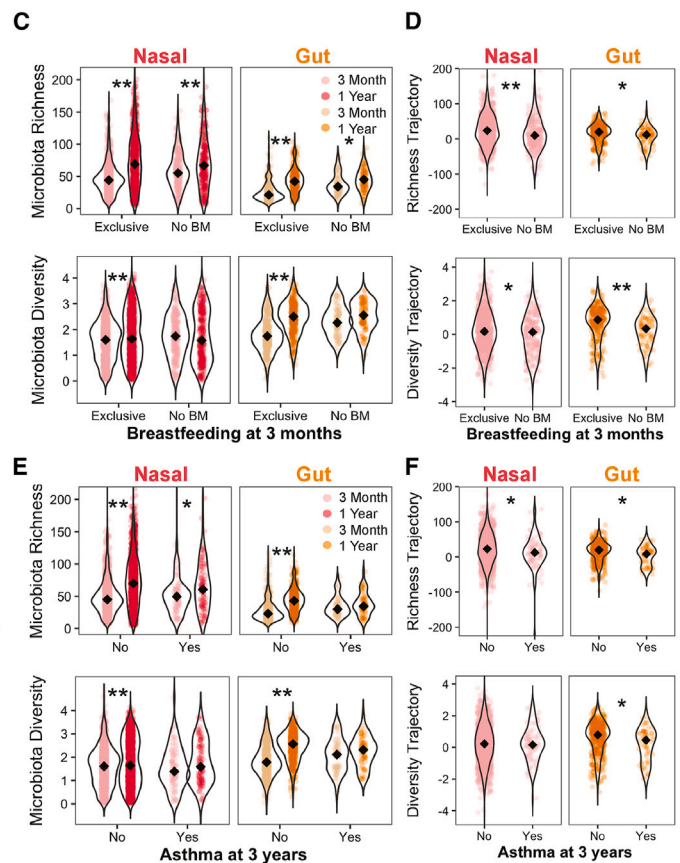 C
Nasal Gut
Microbiota Richness
200
150
100
50
0
** **
** *
3 Month
1 Year
3 Month
1 Year
Exclusive No BM Exclusive No BM
Microbiota Diversity
4
3
2
1
0
** **
Exclusive No BM Exclusive No BM
Breastfeeding at 3 months
D
Nasal Gut
Richness Trajectory
200
100
0
-100
-200
** *
Exclusive No BM Exclusive No BM
Diversity Trajectory
4
2
0
-2
-4
* **
Exclusive No BM Exclusive No BM
Breastfeeding at 3 months
E
Nasal Gut
Microbiota Richness
200
150
100
50
0
** * **
3 Month
1 Year
3 Month
1 Year
No Yes No Yes
Microbiota Diversity
4
3
2
1
0
** **
No Yes No Yes
Asthma at 3 years
F
Nasal Gut
Richness Trajectory
200
100
0
-100
-200
* *
No Yes No Yes
Diversity Trajectory
4
2
0
-2
-4
*
No Yes No Yes
Asthma at 3 years